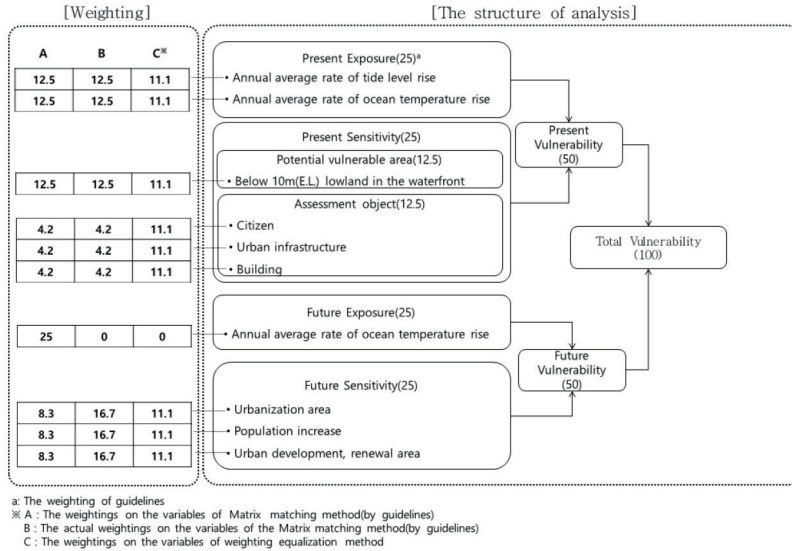 [Weighting]
[The structure of analysis]
A B C※
12.5 12.5 11.1
12.5 12.5 11.1
12.5 12.5 11.1
4.2 4.2 11.1
4.2 4.2 11.1
4.2 4.2 11.1
25 0 0
8.3 16.7 11.1
8.3 16.7 11.1
8.3 16.7 11.1
Present Exposure(25)a
• Annual average rate of tide level rise
• Annual average rate of ocean temperature rise
Present Sensitivity(25)
Potential vulnerable area(12.5)
• Below 10m(E.L.) lowland in the waterfront
Assessment object(12.5)
• Citizen
• Urban infrastructure
• Building
Future Exposure(25)
• Annual average rate of ocean temperature rise
Future Sensitivity(25)
• Urbanization area
• Population increase
• Urban development, renewal area
Present
Vulnerability
(50)
Future
Vulnerability
(50)
Total Vulnerability
(100)
a: The weighting of guidelines
※ A : The weightings on the variables of Matrix matching method(by guidelines)
B : The actual weightings on the variables of the Matrix matching method(by guidelines)
C : The weightings on the variables of weighting equalization method